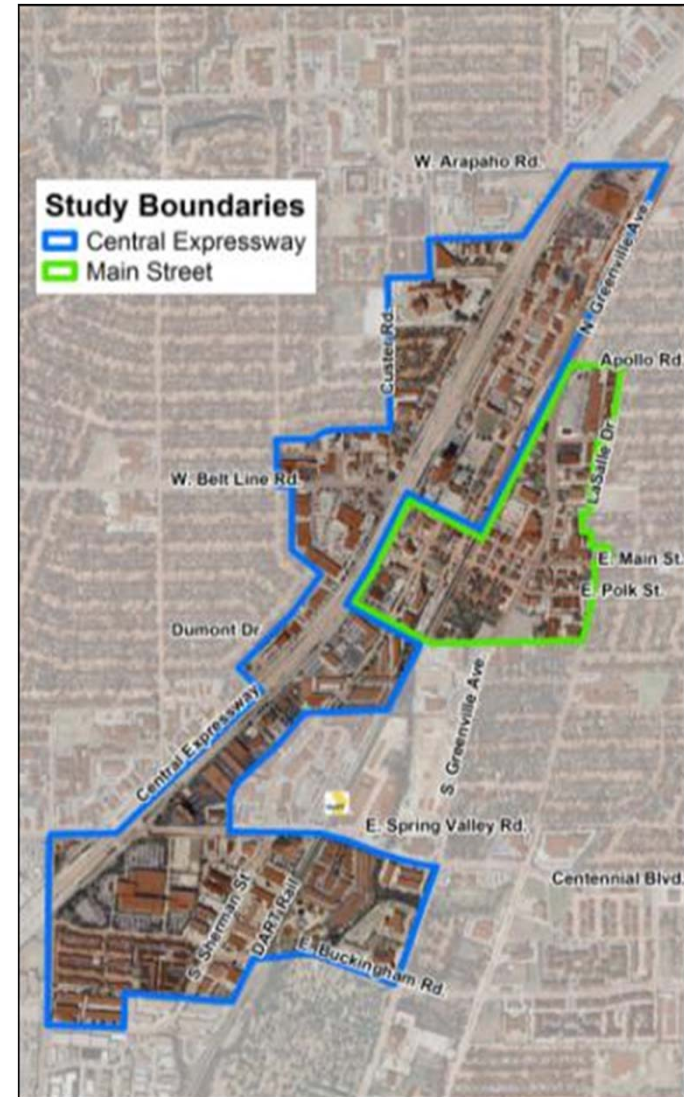 W. Arapaho Rd.
Study Boundaries
Central Expressway
Main Street
N. Greenville Ave.
Custer Rd.
Apollo Rd.
LaSalle Dr.
W. Belt Line Rd.
E. Main St.
E. Polk St.
Dumont Dr.
S. Greenville Ave.
Central Expressway
E. Spring Valley Rd.
Centennial Blvd.
S. Sherman St.
DART Rail
E. Buckingham Rd.